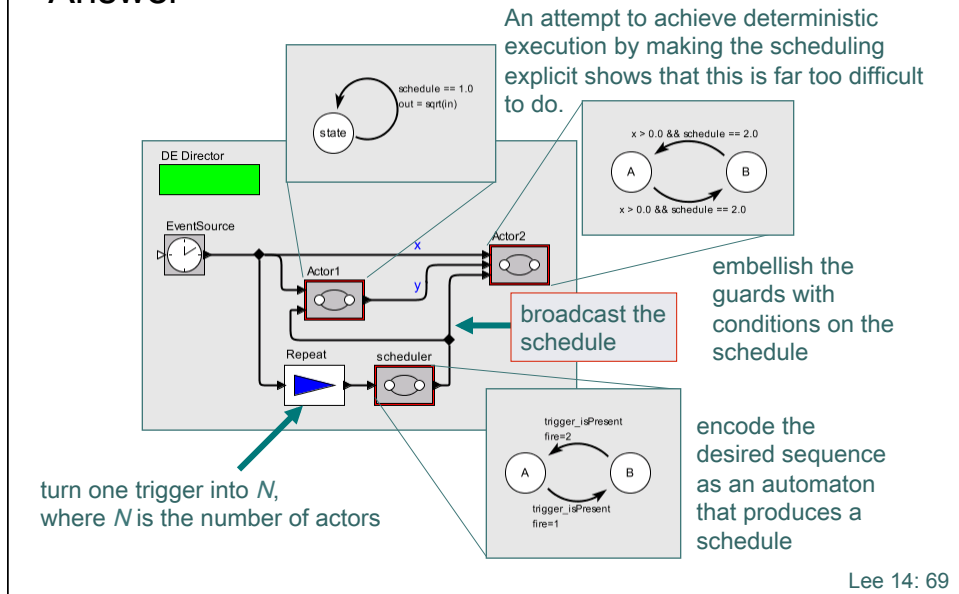 Answer
An attempt to achieve deterministic
execution by making the scheduling
explicit shows that this is far too difficult
to do.
schedule == 1.0
out = sqrt(in)
state
x > 0.0 && schedule == 2.0
A
B
x > 0.0 && schedule == 2.0
DE Director
EventSource
x
Actor2
Actor1
y
embellish the
guards with
conditions on the
schedule
broadcast the
schedule
Repeat
scheduler
trigger_isPresent
fire=2
A
B
trigger_isPresent
fire=1
encode the
desired sequence
as an automaton
that produces a
schedule
turn one trigger into N,
where N is the number of actors
Lee 14: 69